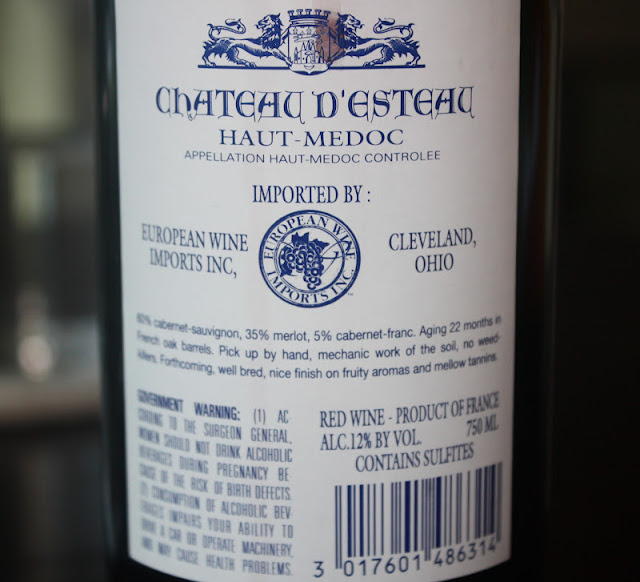 CHATEAU D'ESTEAU
HAUT-MEDOC
APPELLATION HAUT-MEDOC CONTROLEE
IMPORTED BY :
EUROPEAN WINE
IMPORTS INC,
EUROPEAN WINE
IMPORTS INC.
CLEVELAND,
OHIO
60% cabernet-sauvignon, 35% merlot, 5% cabernet-franc. Aging 22 months in
French oak barrels. Pick up by hand, mechanic work of the soil, no weed-
killers. Forthcoming, well bred, nice finish on fruity aromas and mellow tannins.
GOVERNMENT WARNING: (1) AC-
CORDING TO THE SURGEON GENERAL,
WOMEN SHOULD NOT DRINK ALCOHOLIC
BEVERAGES DURING PREGNANCY BE-
CAUSE OF THE RISK OF BIRTH DEFECTS.
(2) CONSUMPTION OF ALCOHOLIC BEV-
ERAGES IMPAIRS YOUR ABILITY TO
DRIVE A CAR OR OPERATE MACHINERY,
AND MAY CAUSE HEALTH PROBLEMS.
RED WINE - PRODUCT OF FRANCE
ALC.12% BY VOL. 750 ML
CONTAINS SULFITES
3 017601 486314